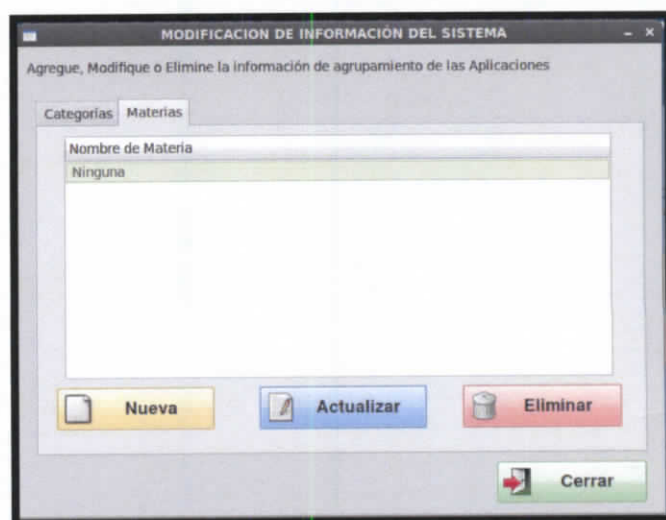 MODIFICACION DE INFORMACIÓN DEL SISTEMA
Agregue, Modifique o Elimine la información de agrupamiento de las Aplicaciones
Categorías Materias
Nombre de Materia
Ninguna
Nueva Actualizar Eliminar
Cerrar